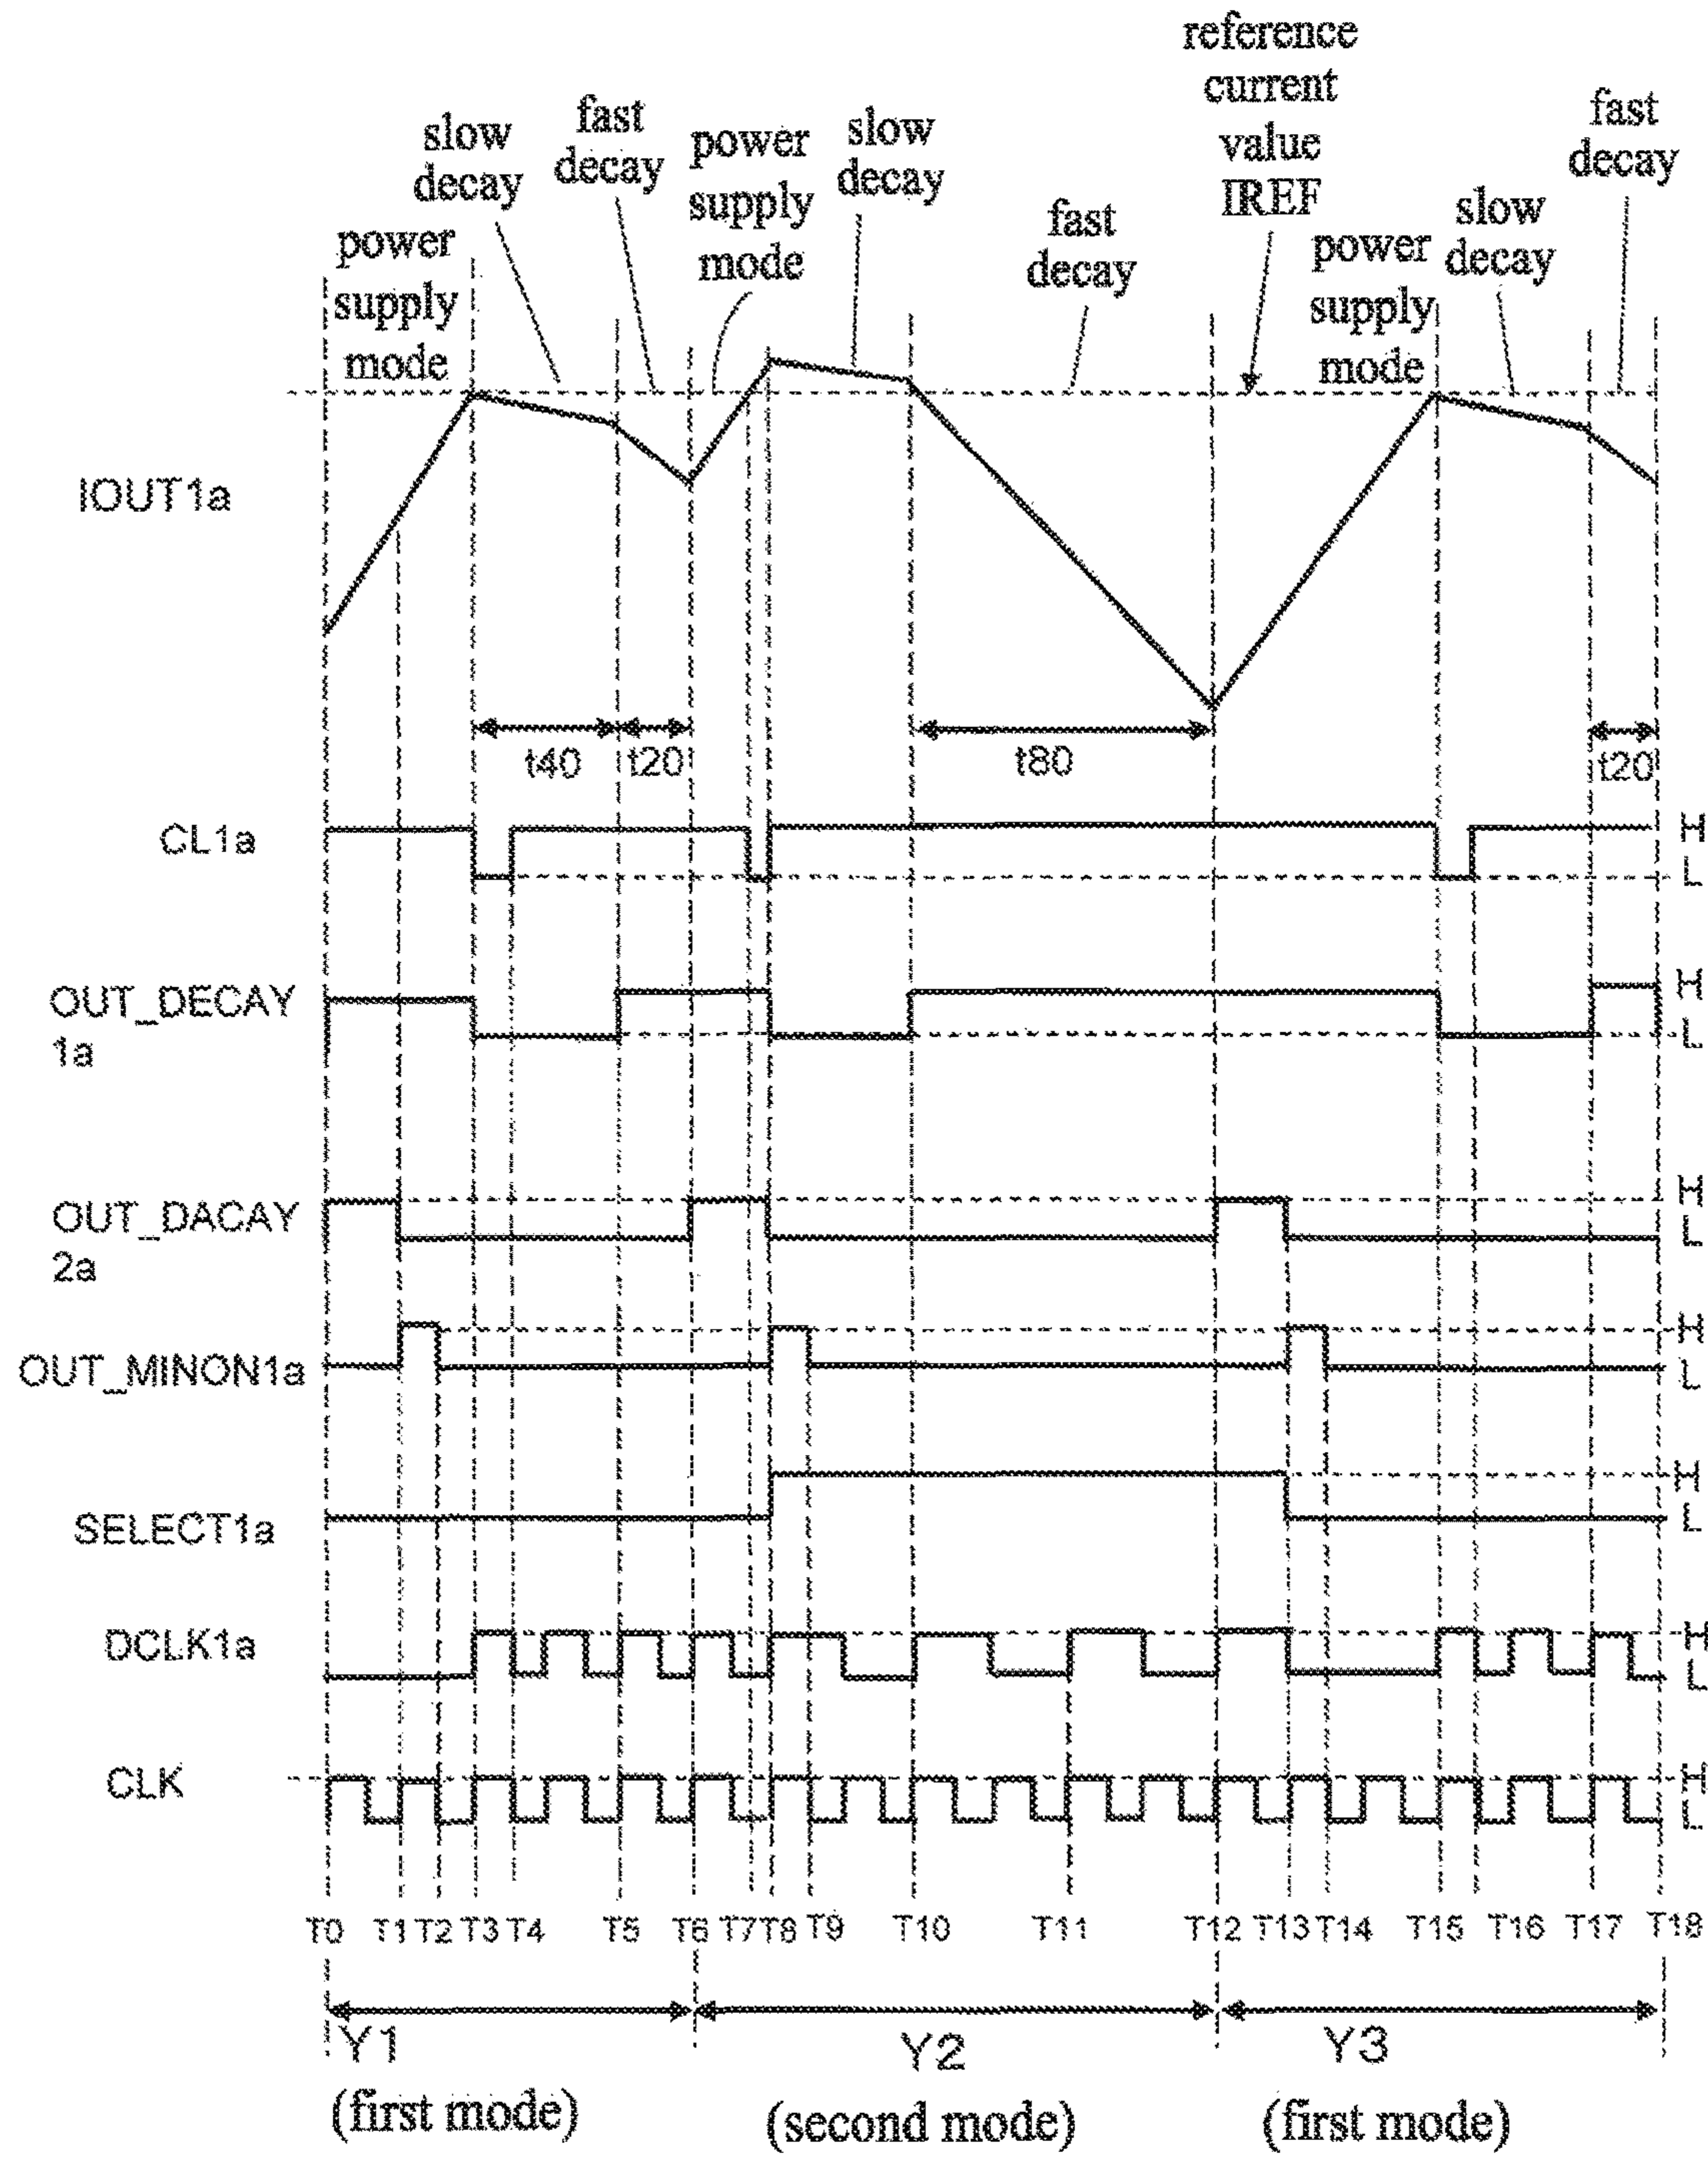 reference
current
value
IREF
slow
decay
fast
decay
power
supply
mode
slow
decay
fast
decay
power
supply
mode
fast
decay
power
supply
mode
slow
decay
IOUT1a
t40
t20
t80
t20
CL1a
H
L
OUT_DECAY
1a
H
L
OUT_DACAY
2a
H
L
OUT_MINON1a
H
L
SELECT1a
H
L
DCLK1a
H
L
CLK
H
L
T0 T1 T2 T3 T4 T5 T6 T7 T8 T9 T10 T11 T12 T13 T14 T15 T16 T17 T18
Y1 Y2 Y3
(first mode) (second mode) (first mode)